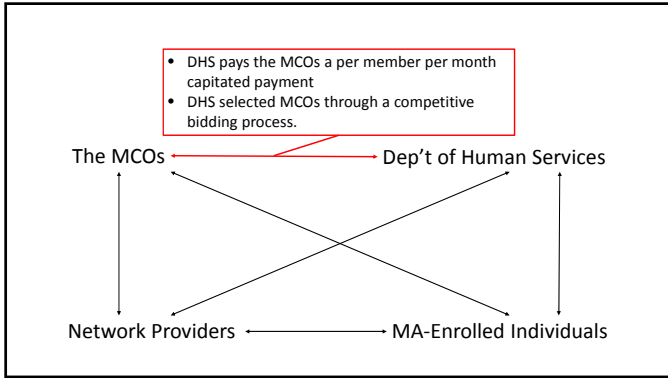 • DHS pays the MCOs a per member per month
capitated payment
• DHS selected MCOs through a competitive
bidding process.
The MCOs
Dep’t of Human Services
Network Providers
MA-Enrolled Individuals